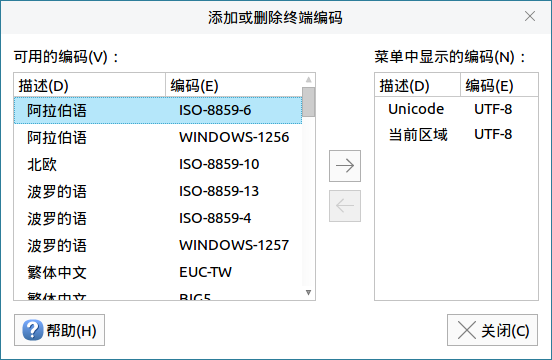 添加或删除终端编码
可用的编码(V)：
描述(D) 编码(E)
阿拉伯语 ISO-8859-6
阿拉伯语 WINDOWS-1256
北欧 ISO-8859-10
波罗的语 ISO-8859-13
波罗的语 ISO-8859-4
波罗的语 WINDOWS-1257
繁体中文 EUC-TW
繁体中文 BIG5
菜单中显示的编码(N)：
描述(D) 编码(E)
Unicode UTF-8
当前区域 UTF-8
帮助(H)
关闭(C)